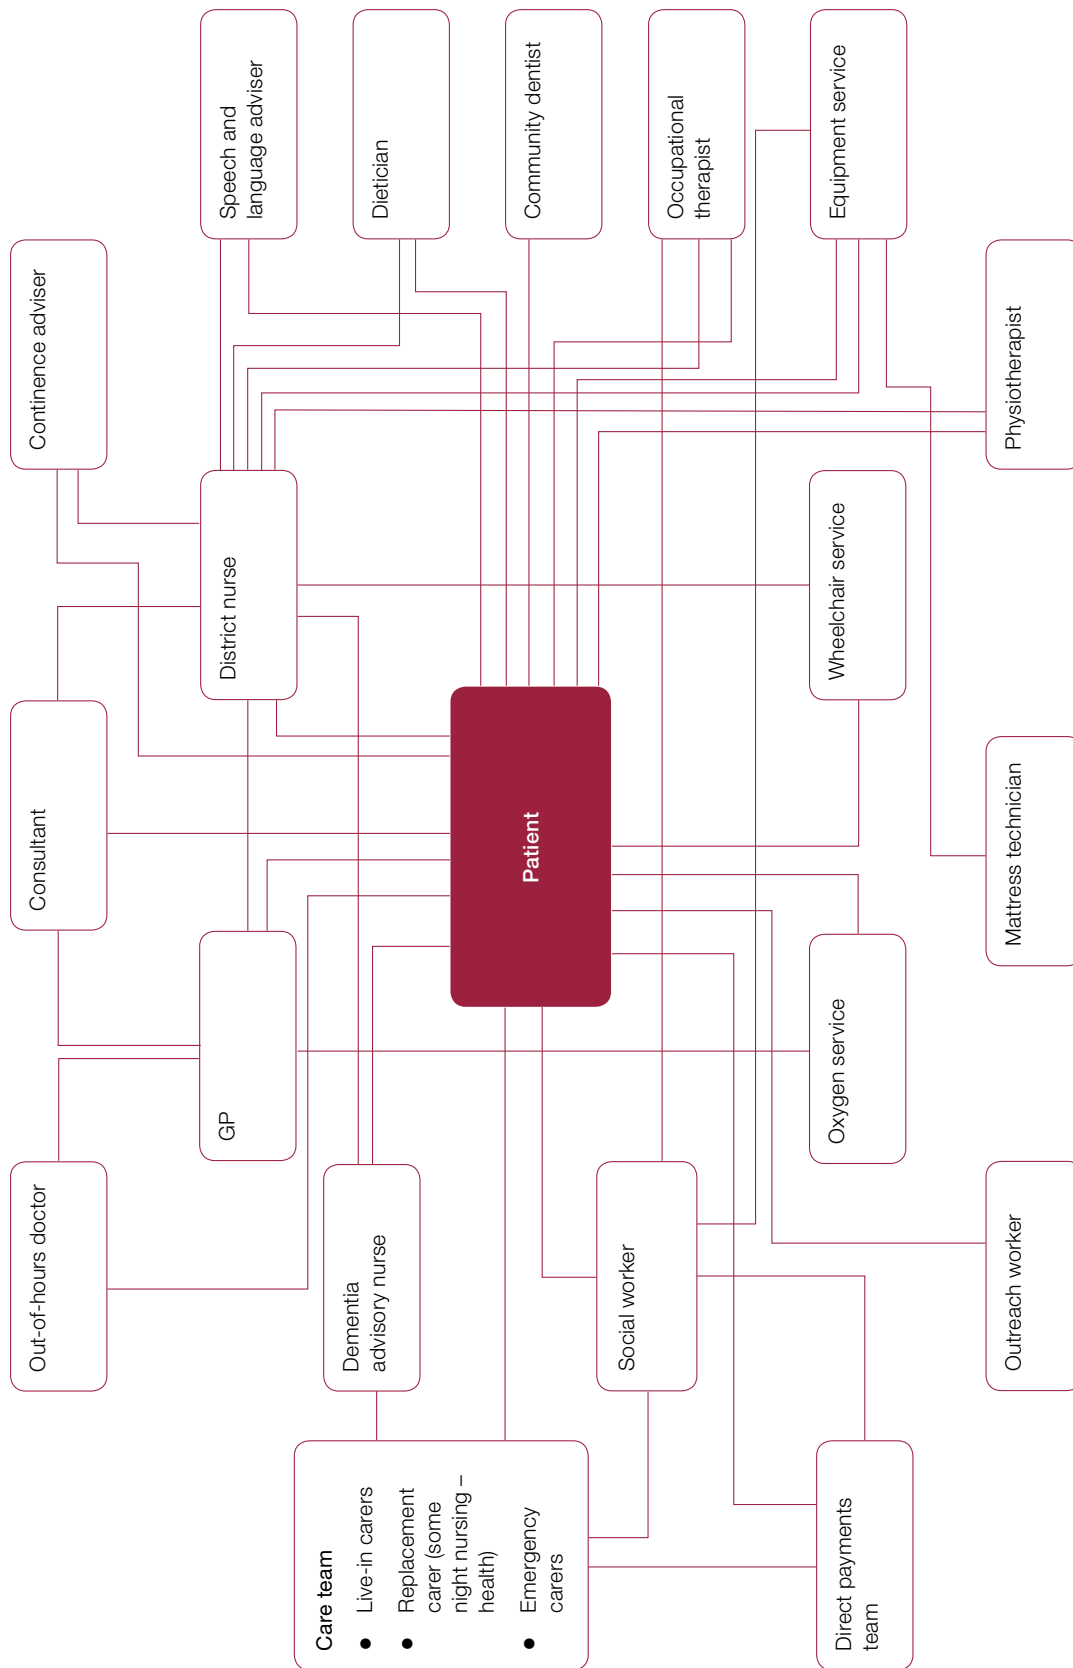 Out-of-hours doctor
Consultant
Continence adviser
GP
District nurse
Speech and
language adviser
Care team
● Live-in carers
● Replacement
carer (some
night nursing –
health)
● Emergency
carers
Dementia
advisory nurse
Dietician
Patient
Community dentist
Social worker
Occupational
therapist
Direct payments
team
Oxygen service
Wheelchair service
Equipment service
Outreach worker
Mattress technician
Physiotherapist